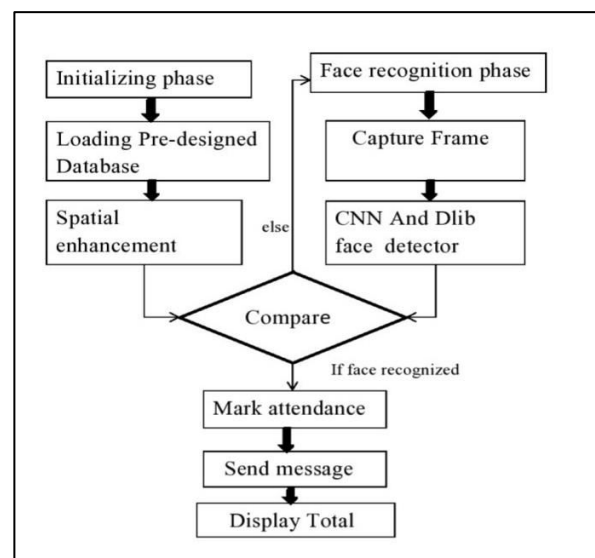 Initializing phase
Loading Pre-designed
Database
Spatial
enhancement
Face recognition phase
Capture Frame
CNN And Dlib
face detector
else
Compare
If face recognized
Mark attendance
Send message
Display Total